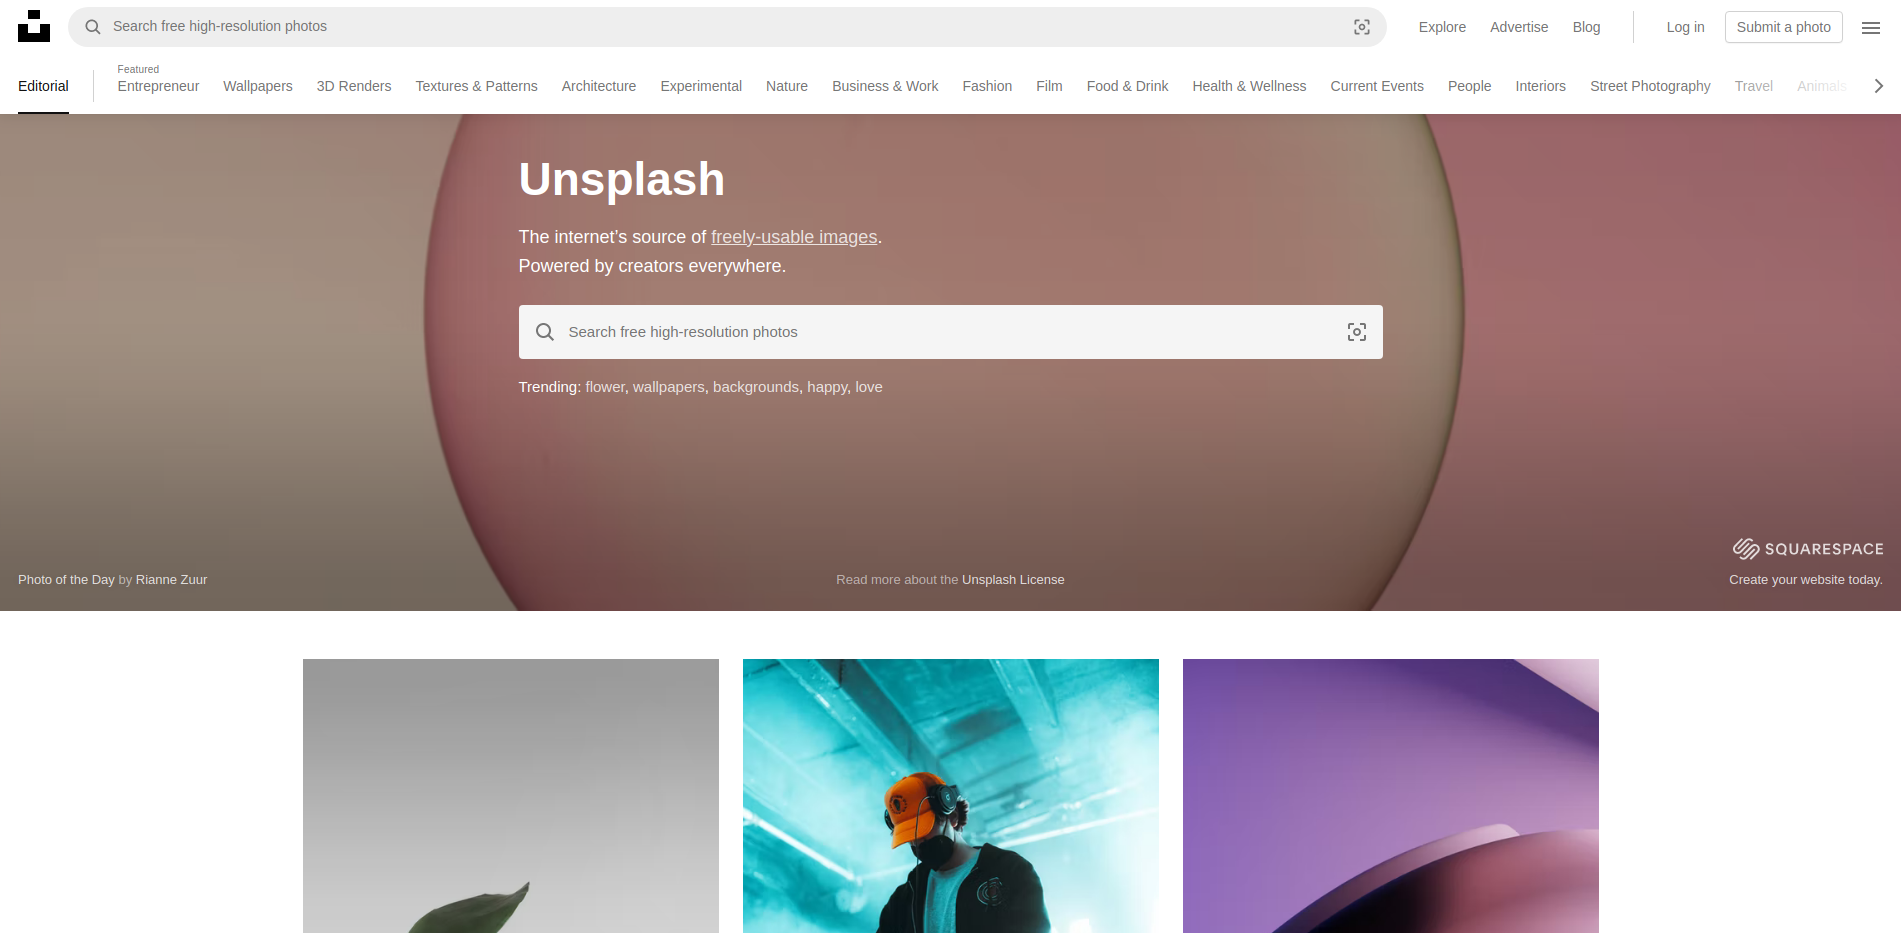 Search free high-resolution photos
Explore
Advertise
Blog
Log in
Submit a photo
Editorial
Featured
Entrepreneur
Wallpapers
3D Renders
Textures & Patterns
Architecture
Experimental
Nature
Business & Work
Fashion
Film
Food & Drink
Health & Wellness
Current Events
People
Interiors
Street Photography
Travel
Animals
Unsplash
The internet’s source of freely-usable images.
Powered by creators everywhere.
Search free high-resolution photos
Trending: flower, wallpapers, backgrounds, happy, love
SQUARESPACE
Photo of the Day by Rianne Zuur
Read more about the Unsplash License
Create your website today.